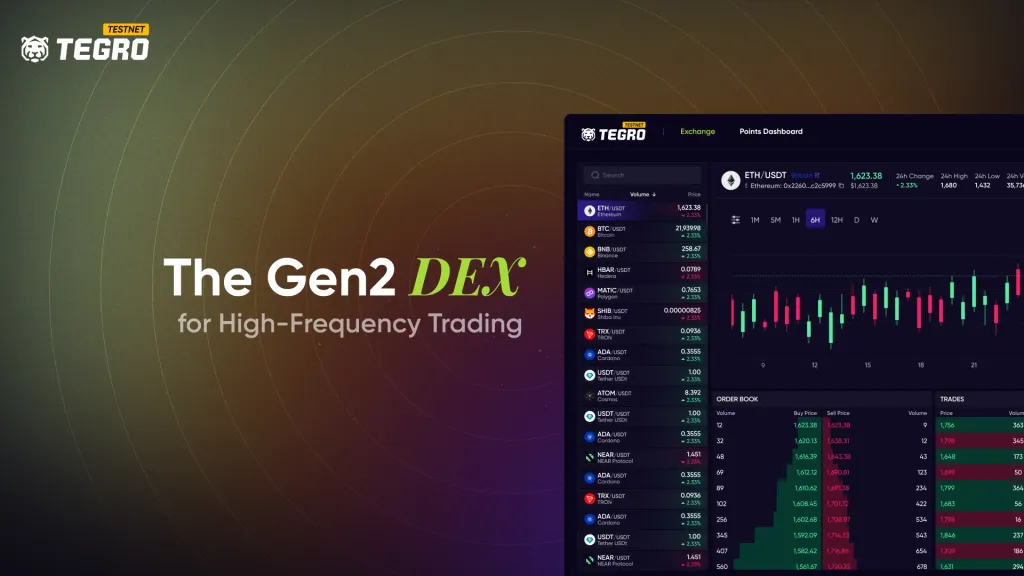 TESTNET
TEGRO
The Gen2 DEX
for High-Frequency Trading
TESTNET
TEGRO
Exchange
Points Dashboard
Search
Name Volume ↓ Price
ETH/USDT 1,623.38
Ethereum 2.33%
BTC/USDT 21,939.98
Bitcoin 2.33%
BNB/USDT 258.67
Binance 2.33%
HBAR/USDT 0.0789
Hedera 2.33%
MATIC/USDT 0.7653
Polygon 2.33%
SHIB/USDT 0.00000825
Shiba Inu 2.33%
TRX/USDT 0.0936
TRON 2.33%
ADA/USDT 0.3555
Cardano 2.33%
USDT/USDT 1.00
Tether USDt 2.33%
ATOM/USDT 8.392
Cosmos 2.33%
USDT/USDT 1.00
Tether USDt 2.33%
ADA/USDT 0.3555
Cardano 2.33%
NEAR/USDT 1.451
NEAR Protocol 2.33%
ADA/USDT 0.3555
Cardano 2.33%
TRX/USDT 0.0936
TRON 2.33%
ADA/USDT 0.3555
Cardano 2.33%
USDT/USDT 1.00
Tether USDt 2.33%
NEAR/USDT 1.451
NEAR Protocol 2.33%
ETH/USDT Bitcoin 1,623.38 24h Change 24h High 24h Low 24h V
Ethereum: 0x2260...c2c5999 $1,623.38 2.33% 1,680 1,432 35,73
1M 5M 1H 6H 12H D W
9 12 15 18 21
ORDER BOOK
Volume Buy Price Sell Price Volume
12 1,623.38 1,623.38 9
32 1,620.13 1,638.31 12
48 1,616.39 1,643.38 43
69 1,612.12 1,690.81 123
89 1,610.62 234
102 1,608.45 1,701.72 422
256 1,602.68 1,708.97 534
345 1,592.09 1,714.33 543
407 1,582.42 1,716.86 654
560 1,561.67 1,720.35 678
TRADES
Price
1,756 363
1,798 345
1,648 173
1,699 50
1,799 364
1,683 56
1,798 16
1,846 237
1,709 186
1,631 294